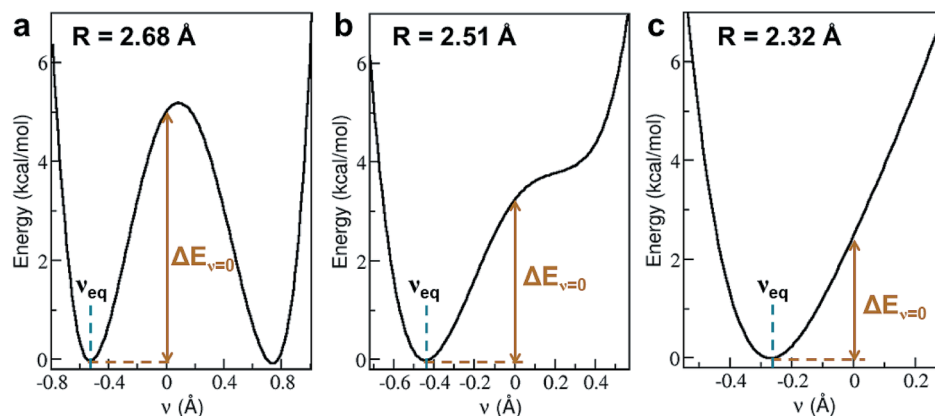 a
R = 2.68 Å
Energy (kcal/mol)
6
4
2
0
νeq
ΔEν=0
-0.8
-0.4
0
0.4
0.8
ν (Å)
b
R = 2.51 Å
Energy (kcal/mol)
6
4
2
0
νeq
ΔEν=0
-0.6
-0.4
-0.2
0
0.2
0.4
ν (Å)
c
R = 2.32 Å
Energy (kcal/mol)
6
4
2
0
νeq
ΔEν=0
-0.4
-0.2
0
0.2
ν (Å)